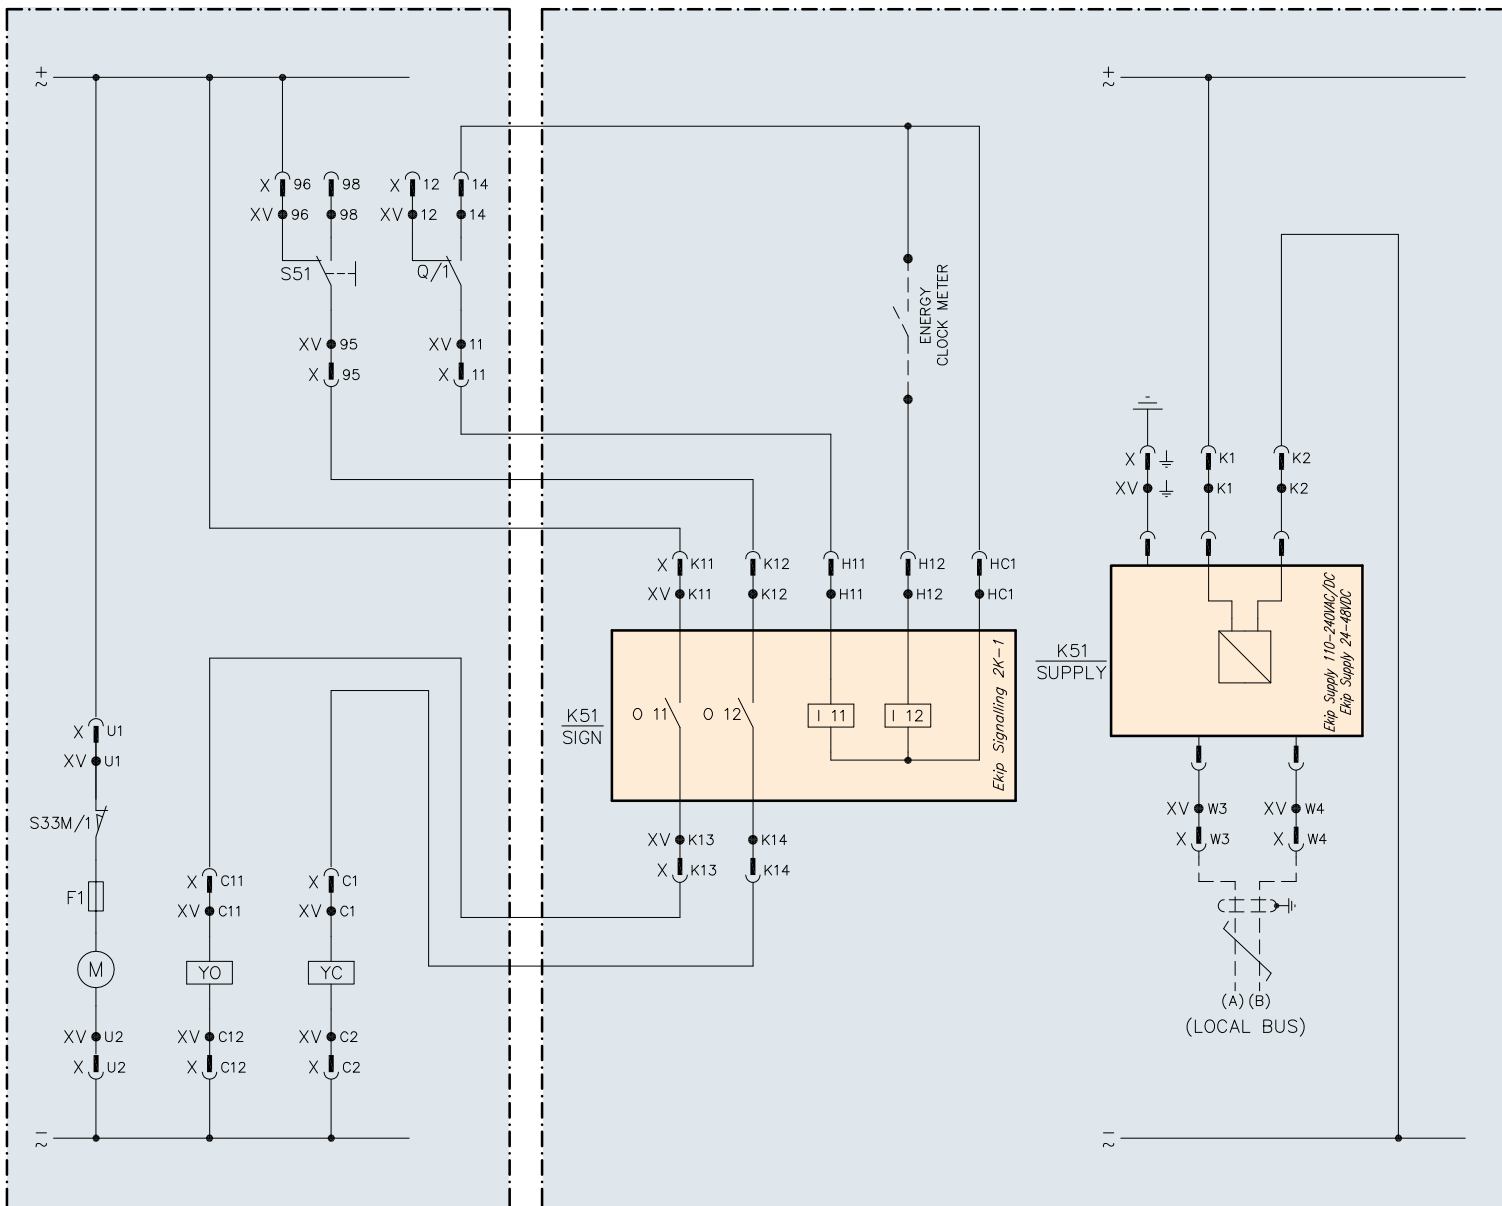 +
~
+
~
X 96 98 X 12 14
XV 96 98 XV 12 14
S51 Q/1
ENERGY
CLOCK METER
XV 95 XV 11
X 95 X 11
X K1 K2
XV K1 K2
X K11 K12 H11 H12 HC1
XV K11 K12 H11 H12 HC1
K51
SIGN
O 11 O 12 I 11 I 12
Ekip Signalling 2K-1
K51
SUPPLY
Ekip Supply 110-240VAC/DC
Ekip Supply 24-48VDC
X U1
XV U1
S33M/1
F1
M
XV U2
X U2
XV K13 K14
X K13 K14
XV W3 XV W4
X W3 X W4
X C11 X C1
XV C11 XV C1
YO YC
XV C12 XV C2
X C12 X C2
(A) (B)
(LOCAL BUS)
–
~
–
~